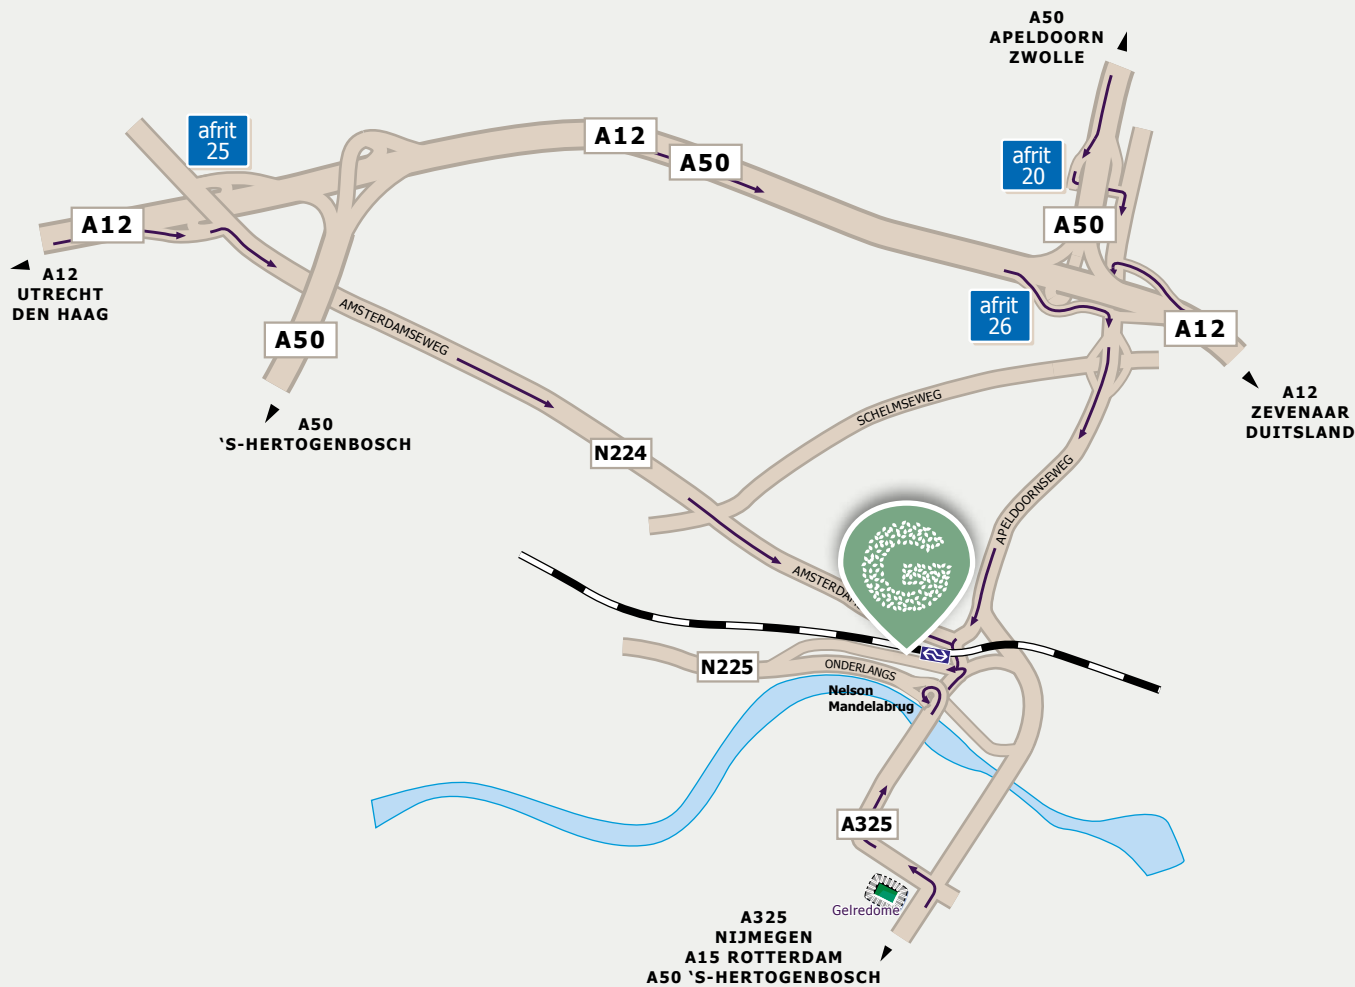 A50
APELDOORN
ZWOLLE
afrit
25
A12
A50
afrit
20
A12
A50
A12
UTRECHT
DEN HAAG
AMSTERDAMSEWEG
afrit
26
A12
A50
A50
‘S-HERTOGENBOSCH
SCHELMSEWEG
A12
ZEVENAAR
DUITSLAND
N224
APELDOORNSEWEG
G
N225
ONDERLANGS
Nelson
Mandelabrug
A325
Gelredome
A325
NIJMEGEN
A15 ROTTERDAM
A50 ‘S-HERTOGENBOSCH